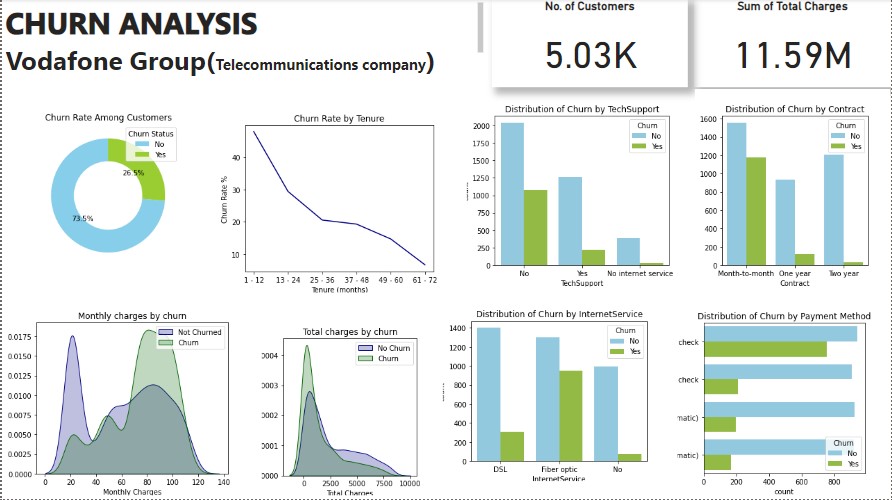 CHURN ANALYSIS
Vodafone Group(Telecommunications company)
No. of Customers
5.03K
Sum of Total Charges
11.59M
Churn Rate Among Customers
Churn Status
No
Yes
26.5%
73.5%
Churn Rate by Tenure
Churn Rate %
40
30
20
10
1 - 12 13 - 24 25 - 36 37 - 48 49 - 60 61 - 72
Tenure (months)
Distribution of Churn by TechSupport
Churn
No
Yes
2000
1750
1500
1250
1000
750
500
250
0
No Yes No internet service
TechSupport
Distribution of Churn by Contract
Churn
No
Yes
1600
1400
1200
1000
800
600
400
200
0
Month-to-month One year Two year
Contract
Monthly charges by churn
Not Churned
Churn
0.0175
0.0150
0.0125
0.0100
0.0075
0.0050
0.0025
0.0000
0 20 40 60 80 100 120 140
Monthly Charges
Total charges by churn
No Churn
Churn
0004
0003
0002
0001
0000
0 2500 5000 7500 10000
Total Charges
Distribution of Churn by InternetService
Churn
No
Yes
1400
1200
1000
800
600
400
200
0
DSL Fiber optic No
InternetService
Distribution of Churn by Payment Method
check
check
matic)
matic)
Churn
No
Yes
0 200 400 600 800
count